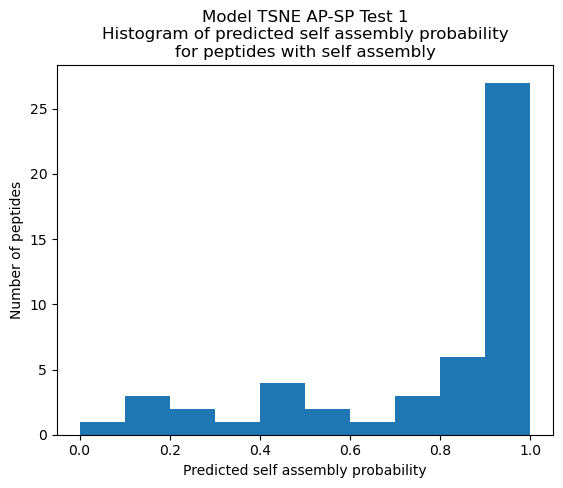 Model TSNE AP-SP Test 1
Histogram of predicted self assembly probability
for peptides with self assembly
25
20
15
10
5
0
Number of peptides
0.0 0.2 0.4 0.6 0.8 1.0
Predicted self assembly probability